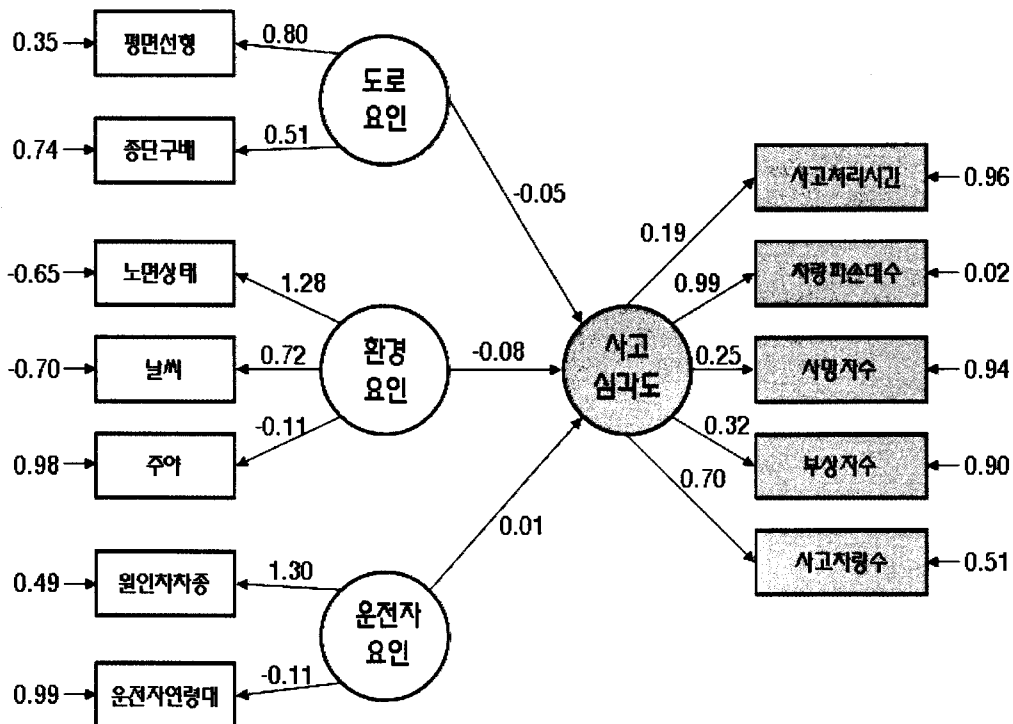 0.35
평면선형
0.80
도로
요인
0.74
종단구배
0.51
-0.05
사고처리시간
0.96
0.19
-0.65
노면상태
1.28
차량파손대수
0.02
0.99
환경
요인
-0.08
사고
심각도
-0.70
날씨
0.72
0.25
사망자수
0.94
0.98
주야
-0.11
0.32
부상자수
0.90
0.70
0.01
사고차량수
0.51
0.49
원인차차종
1.30
운전자
요인
0.99
운전자연령대
-0.11